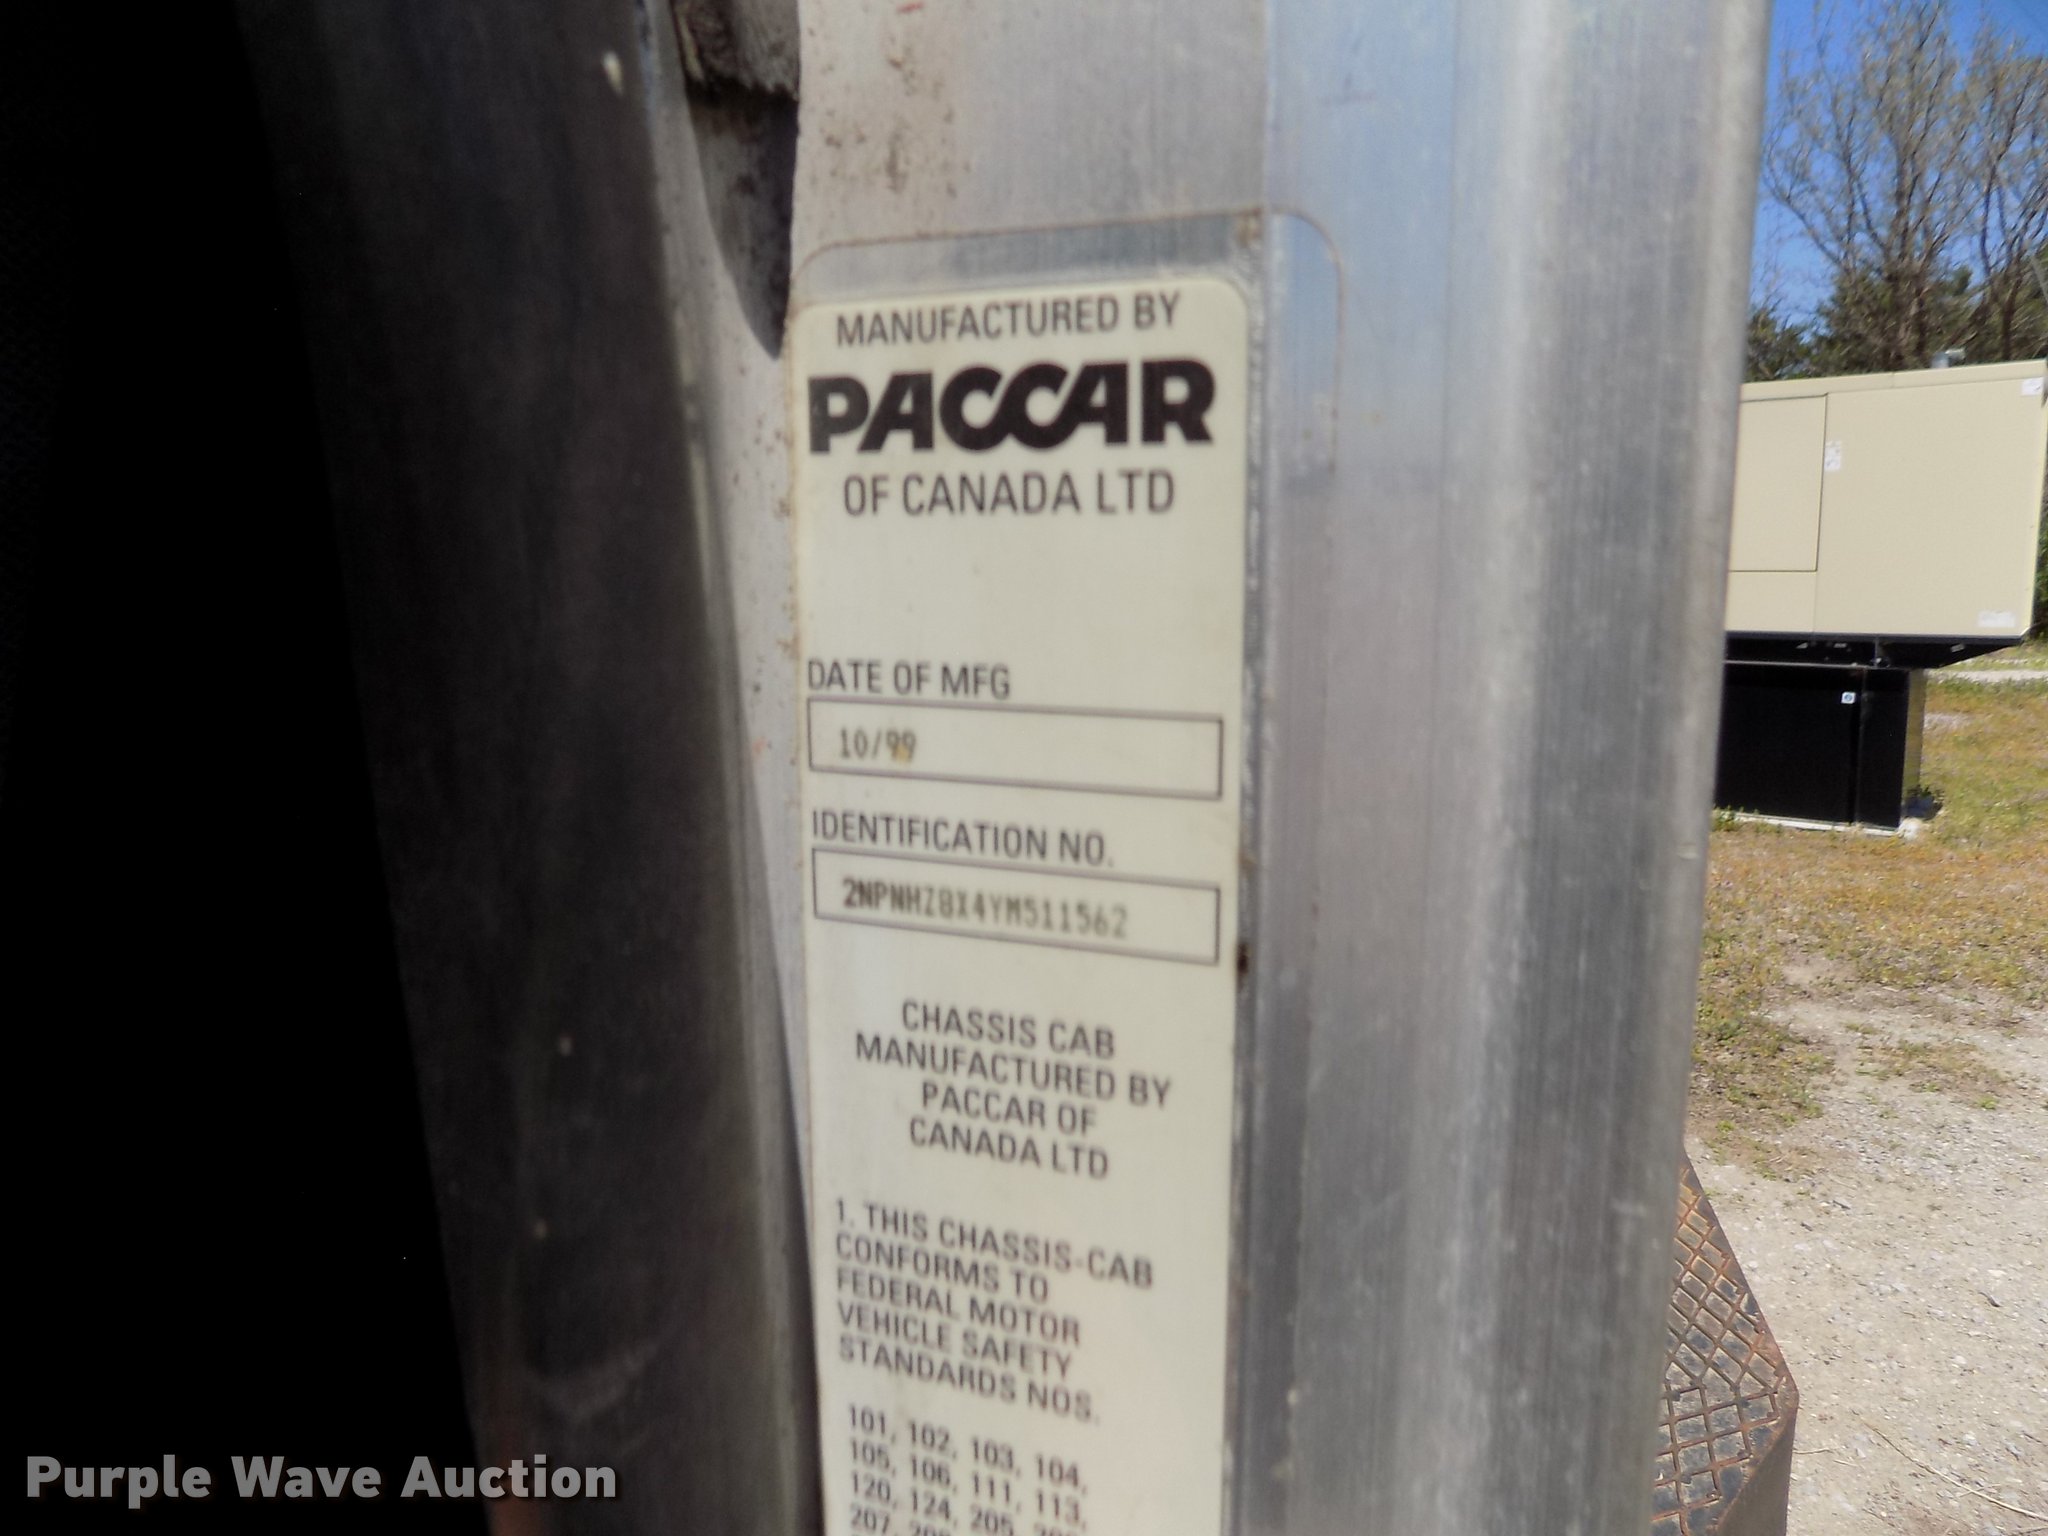 MANUFACTURED BY
PACCAR
OF CANADA LTD
DATE OF MFG
10/99
IDENTIFICATION NO.
2NPNHZ8X4YM511562
CHASSIS CAB
MANUFACTURED BY
PACCAR OF
CANADA LTD
1. THIS CHASSIS-CAB
CONFORMS TO
FEDERAL MOTOR
VEHICLE SAFETY
STANDARDS NOS.
101, 102, 103, 104,
105, 106, 111, 113,
120, 124, 205,
207,
Purple Wave Auction